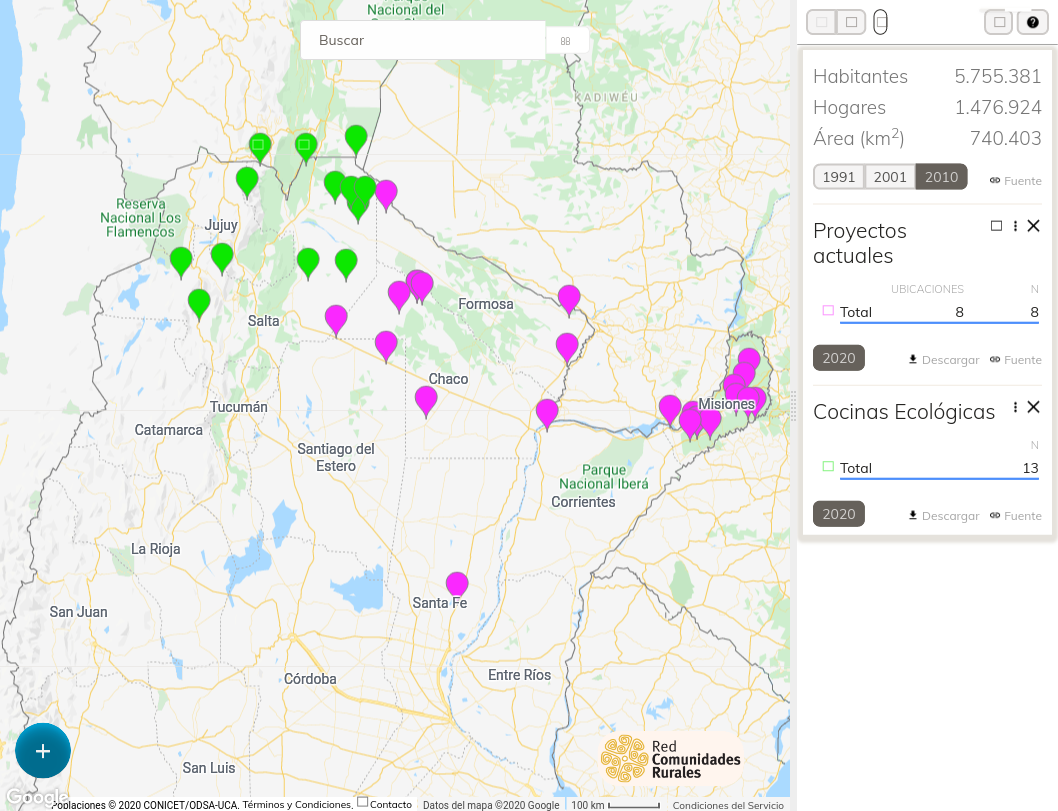 Nacional del
Buscar
KADIWÉU
Reserva
Nacional Los
Flamencos
Jujuy
Formosa
Salta
Chaco
Misiones
Tucumán
Catamarca
Santiago del
Estero
Parque
Nacional Iberá
Corrientes
La Rioja
Santa Fe
San Juan
Entre Ríos
Córdoba
San Luis
+
Red
Comunidades
Rurales
Google
Poblaciones © 2020 CONICET/ODSA-UCA. Términos y Condiciones. Contacto
Datos del mapa ©2020 Google
100 km
Condiciones del Servicio
?
Habitantes 5.755.381
Hogares 1.476.924
Área (km2) 740.403
1991 2001 2010 Fuente
Proyectos
actuales
UBICACIONES N
Total 8 8
2020 Descargar Fuente
Cocinas Ecológicas
N
Total 13
2020 Descargar Fuente